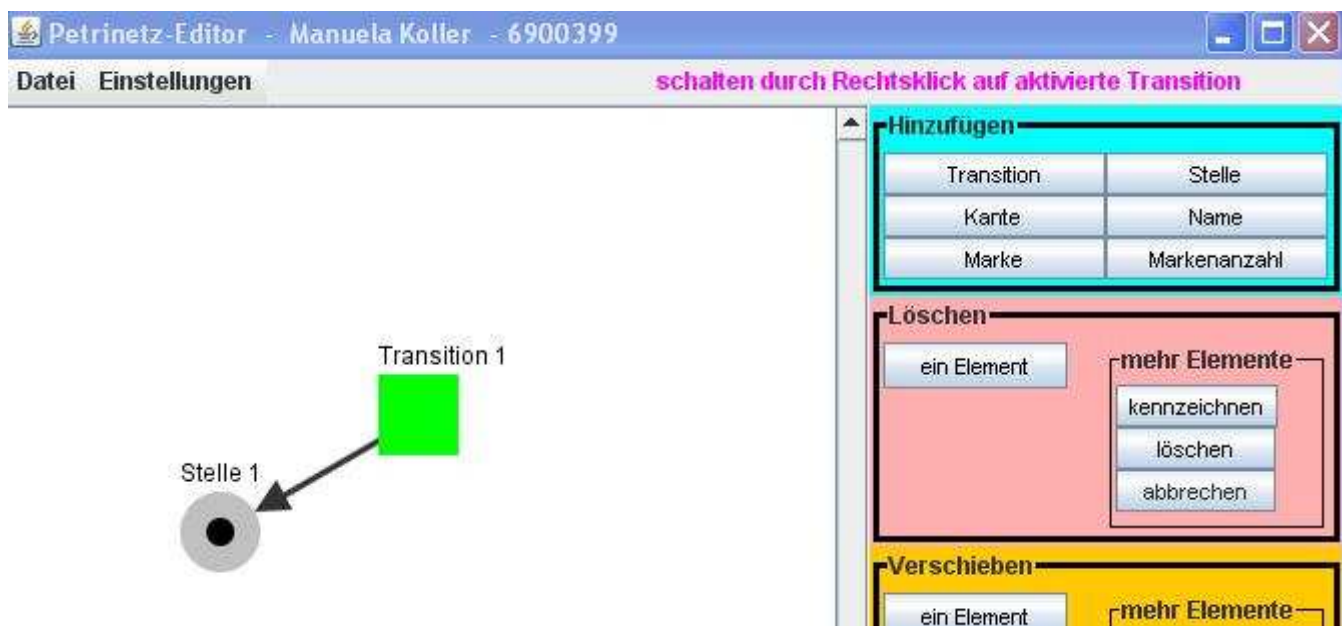 Petrinetz-Editor - Manuela Koller - 6900399
Datei Einstellungen schalten durch Rechtsklick auf aktivierte Transition
Hinzufügen
Transition Stelle
Kante Name
Marke Markenanzahl
Löschen
ein Element mehr Elemente
kennzeichnen
löschen
abbrechen
Transition 1
Stelle 1
Verschieben
ein Element mehr Elemente